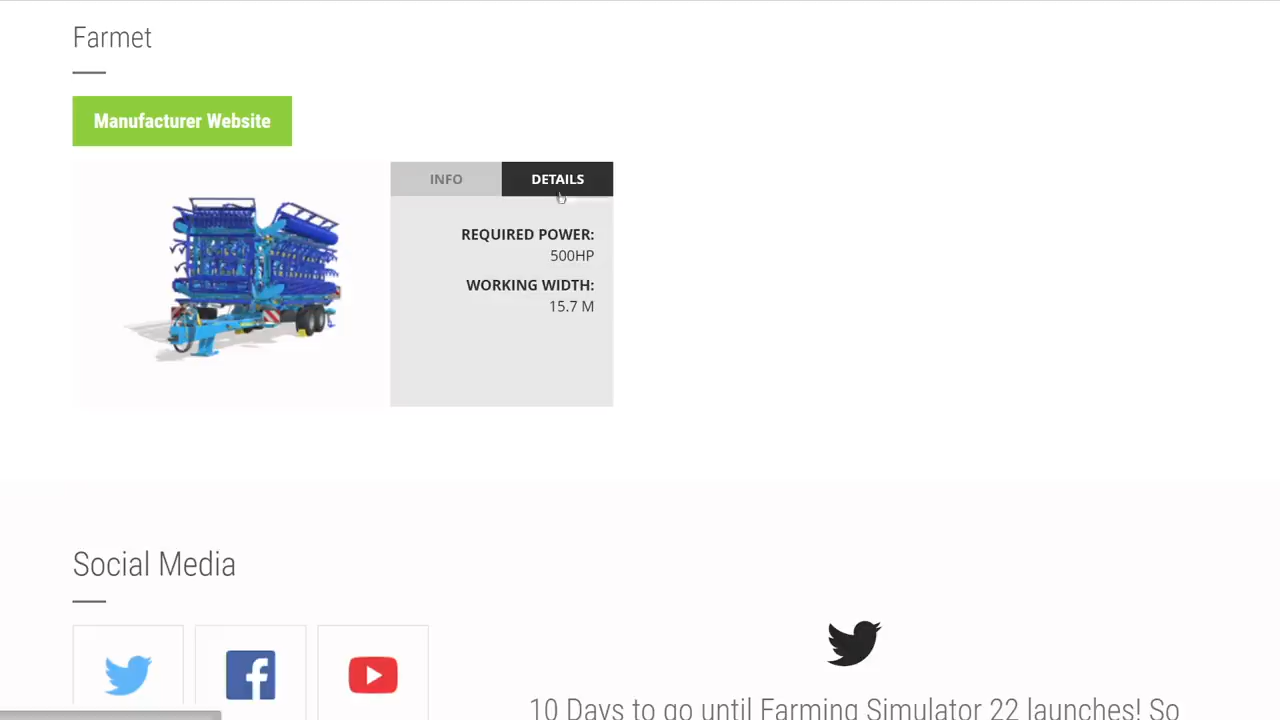 Farmet
Manufacturer Website
INFO
DETAILS
REQUIRED POWER:
500HP
WORKING WIDTH:
15.7 M
Social Media
10 Days to go until Farming Simulator 22 launches! So